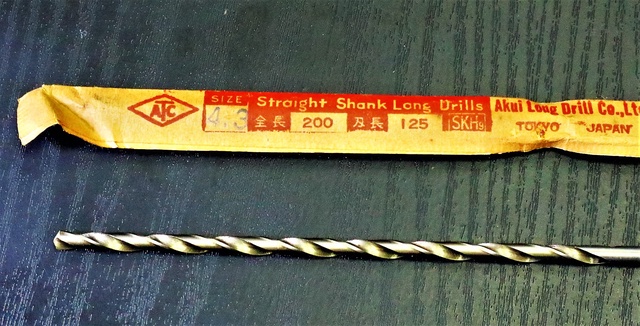 ATC
SIZE Straight Shank Long Drills
4.3 全長 200 刃長 125 SKH9
Akui Long Drill Co.,Lt
TOKYO JAPAN